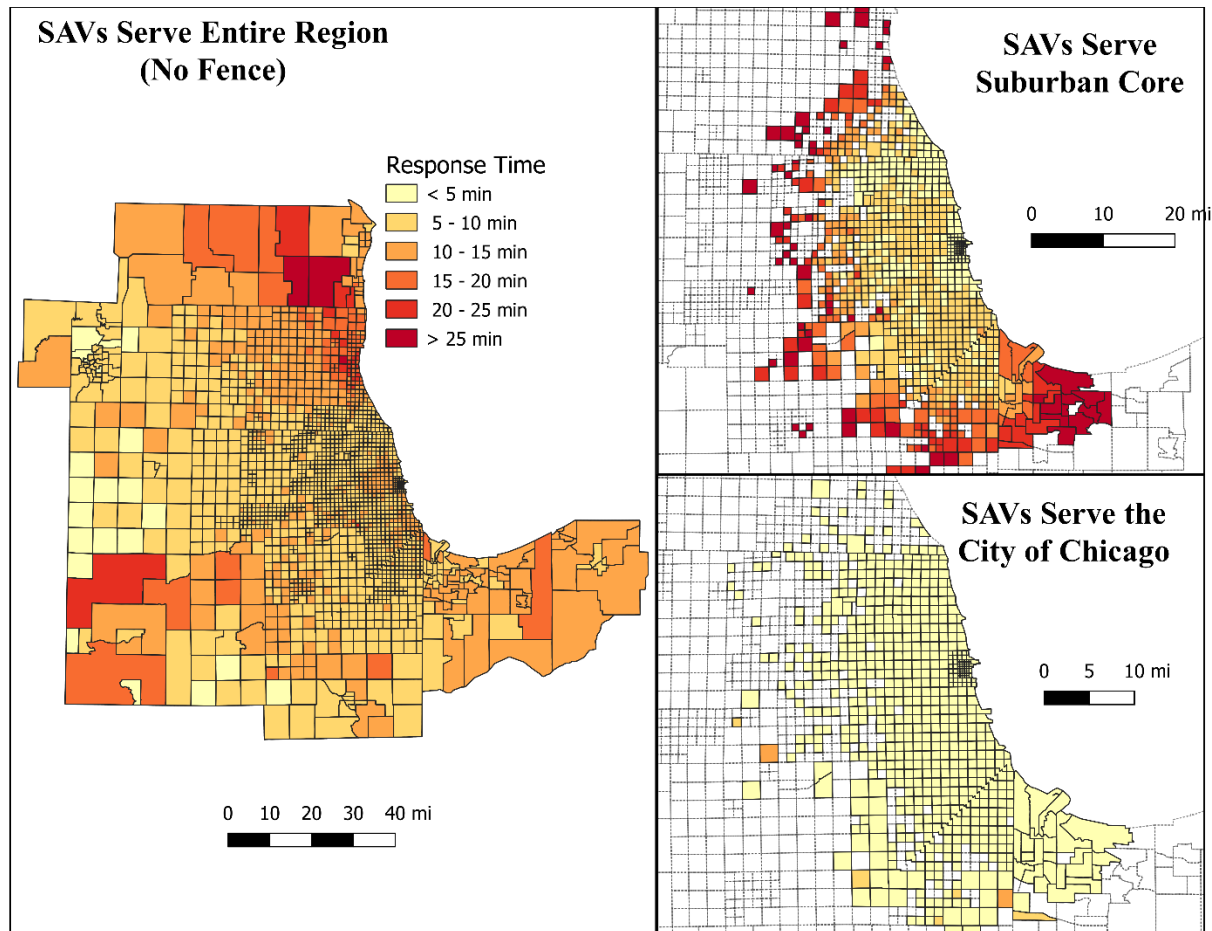 SAVs Serve Entire Region
(No Fence)
Response Time
< 5 min
5 - 10 min
10 - 15 min
15 - 20 min
20 - 25 min
> 25 min
0 10 20 30 40 mi
SAVs Serve
Suburban Core
0 10 20 mi
SAVs Serve the
City of Chicago
0 5 10 mi